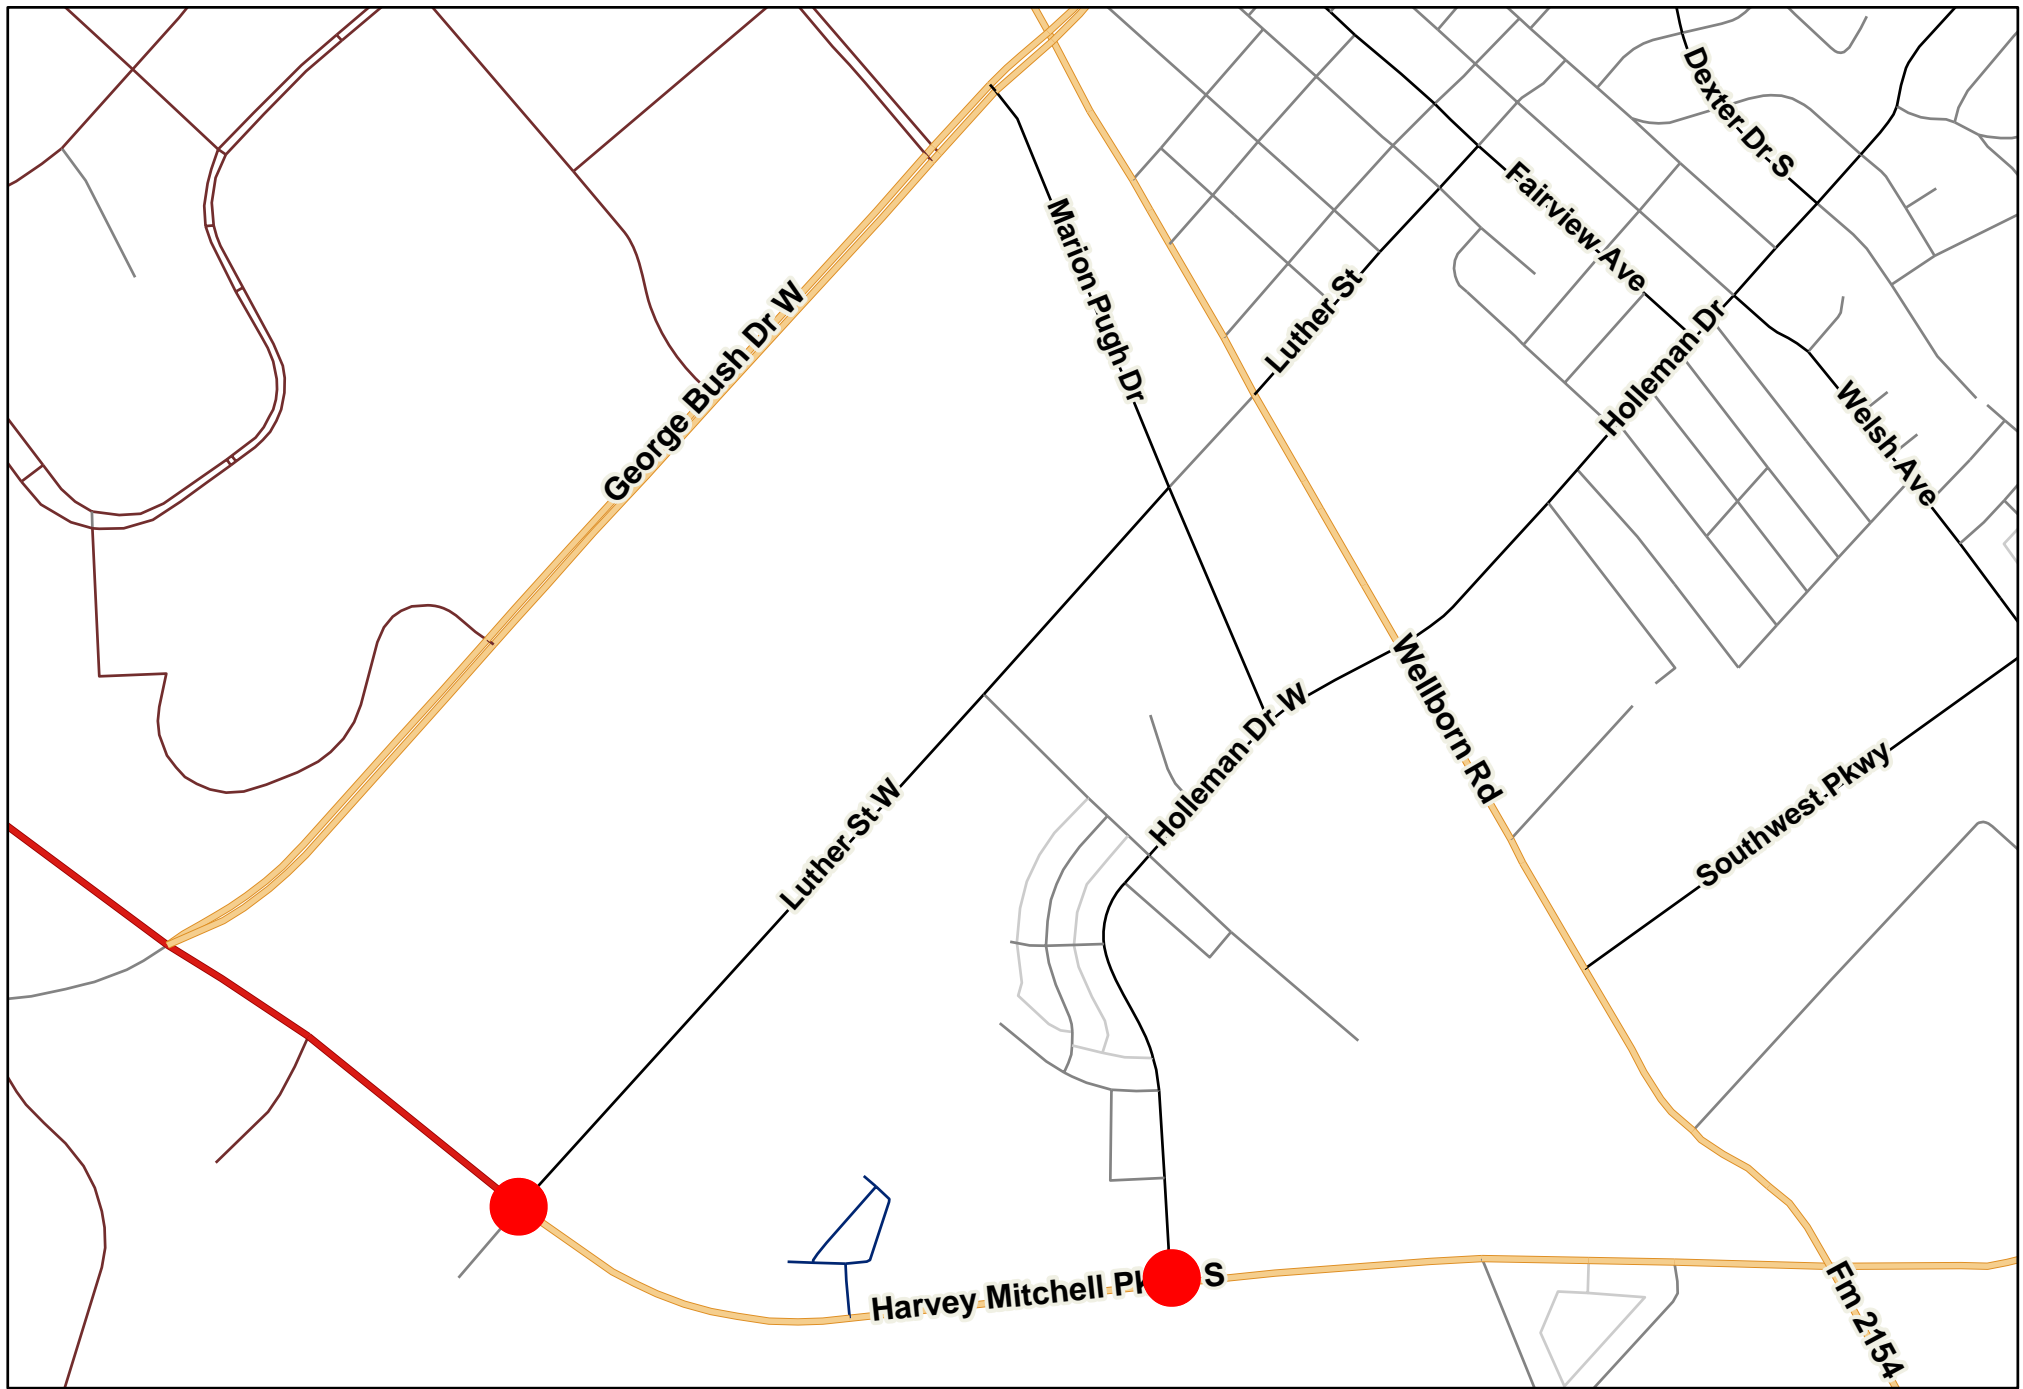 Dexter Dr S
Fairview Ave
Marion Pugh Dr
George Bush Dr W
Luther St
Holleman Dr
Welsh Ave
Wellborn Rd
Holleman Dr W
Southwest Pkwy
Luther St W
Harvey Mitchell Pk S
Fm 2154